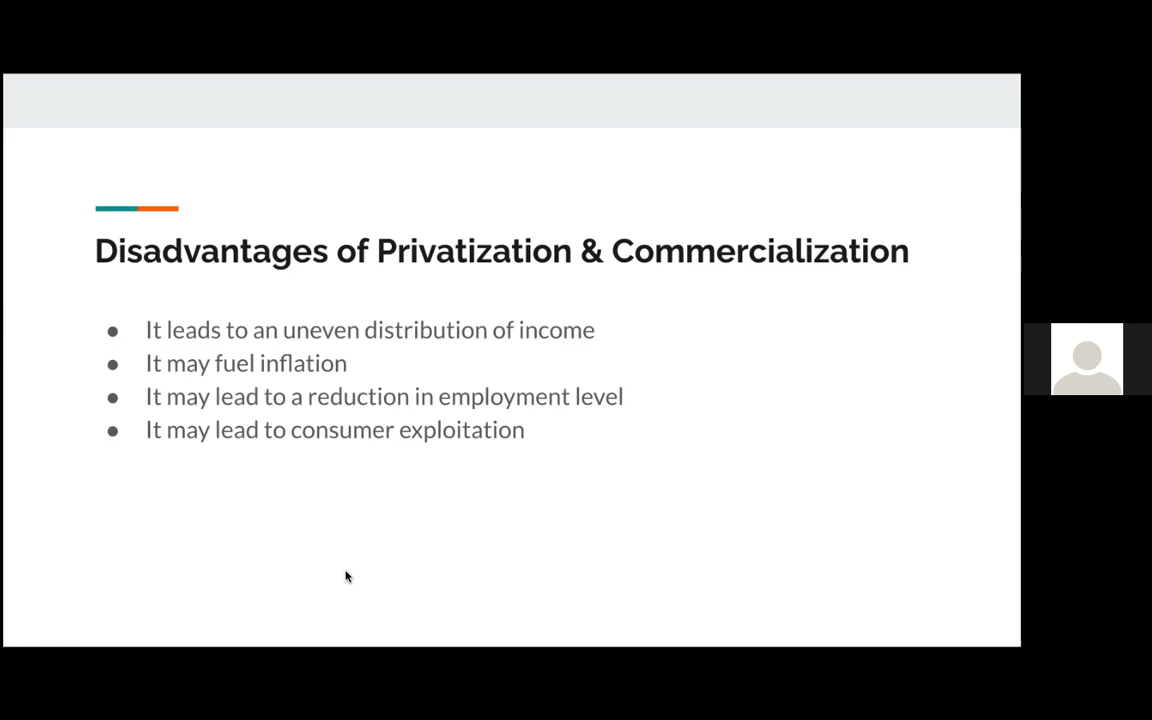 Disadvantages of Privatization & Commercialization
● It leads to an uneven distribution of income
● It may fuel inflation
● It may lead to a reduction in employment level
● It may lead to consumer exploitation